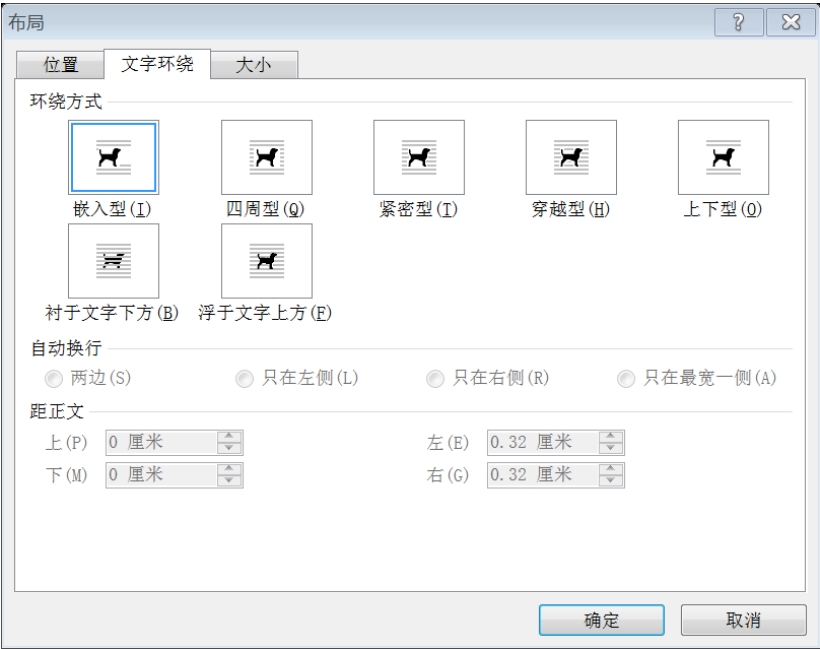 布局
位置 文字环绕 大小
环绕方式
嵌入型(I) 四周型(Q) 紧密型(T) 穿越型(H) 上下型(O)
衬于文字下方(B) 浮于文字上方(F)
自动换行
两边(S) 只在左侧(L) 只在右侧(R) 只在最宽一侧(A)
距正文
上(P) 0 厘米 左(E) 0.32 厘米
下(M) 0 厘米 右(G) 0.32 厘米
确定 取消